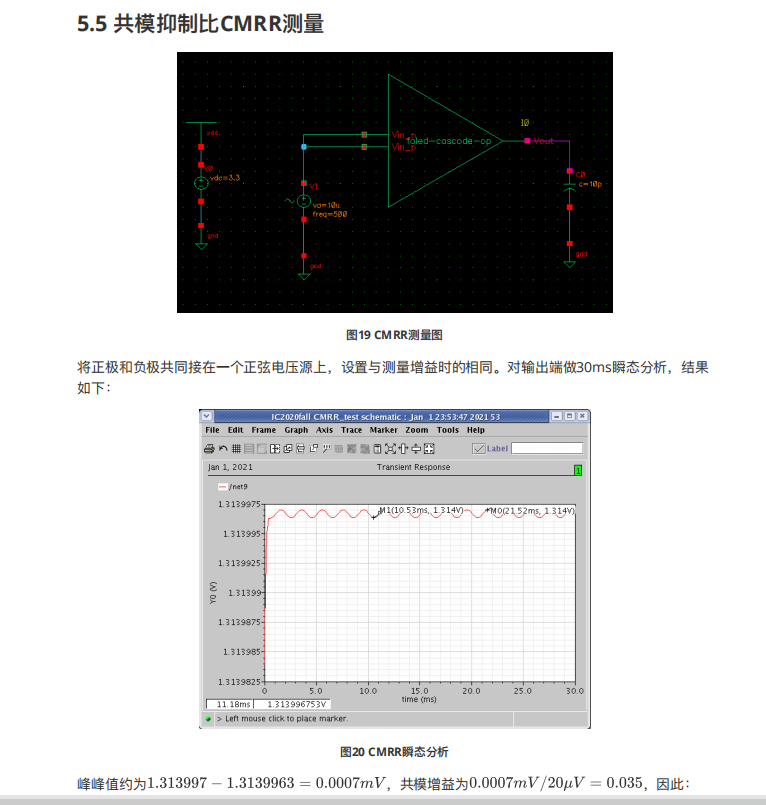 5.5 共模抑制比CMRR测量
vdd
V0
vdc=3.3
gnd
V1
va=10u
freq=500
gnd
Vin_n
Vin_p
foled-cascode-op
I0
Vout
C0
c=10p
gnd
图19 CMRR测量图
将正极和负极共同接在一个正弦电压源上，设置与测量增益时的相同。对输出端做30ms瞬态分析，结果
如下：
IC2020fall CMRR_test schematic : Jan 1 23:53:47 2021 53
File Edit Frame Graph Axis Trace Marker Zoom Tools Help
Label
Jan 1, 2021 Transient Response 1
/net9
1.3139975
M1(10.53ms, 1.314V) M0(21.52ms, 1.314V)
1.313995
1.3139925
1.31399
1.3139875
1.313985
1.3139825
Y0 (V)
0 5.0 10.0 15.0 20.0 25.0 30.0
time (ms)
11.18ms 1.313996753V
> Left mouse click to place marker.
图20 CMRR瞬态分析
峰峰值约为1.313997 − 1.3139963 = 0.0007mV，共模增益为0.0007mV/20μV = 0.035，因此：